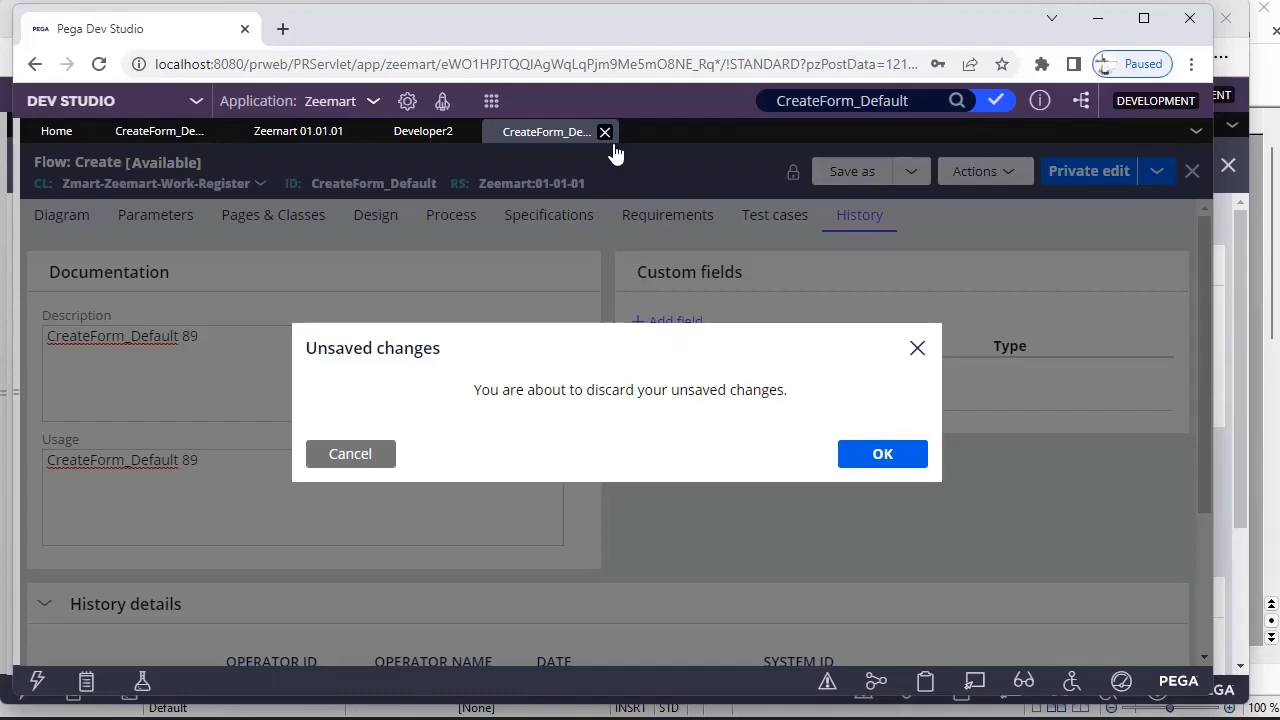 PEGA Pega Dev Studio
localhost:8080/prweb/PRServlet/app/zeemart/eWO1HPJTQQIAgWqLqPjm9Me5mO8NE_Rq*/!STANDARD?pzPostData=121... Paused
DEV STUDIO Application: Zeemart CreateForm_Default DEVELOPMENT
Home CreateForm_De... Zeemart 01.01.01 Developer2 CreateForm_De...
Flow: Create [Available]
CL: Zmart-Zeemart-Work-Register ID: CreateForm_Default RS: Zeemart:01-01-01 Save as Actions Private edit
Diagram Parameters Pages & Classes Design Process Specifications Requirements Test cases History
Documentation Custom fields
Description
+ Add field
CreateForm_Default 89
Type
Unsaved changes
You are about to discard your unsaved changes.
Usage
CreateForm_Default 89
Cancel OK
History details
OPERATOR ID OPERATOR NAME DATE SYSTEM ID
PEGA
Default [None] INSRT STD 100 %